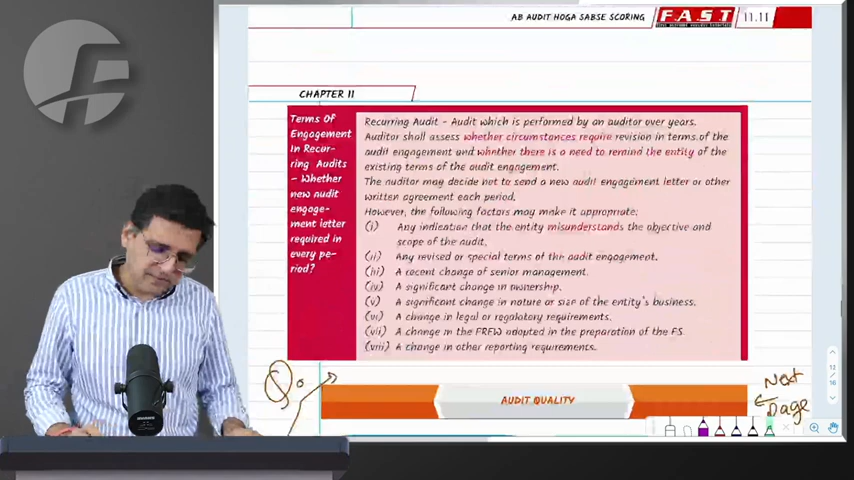 AB AUDIT HOGA SABSE SCORING
FAST
11.11
CHAPTER 11
Terms Of
Engagement
In Recur-
ring Audits
- Whether
new audit
engage-
ment letter
required in
every pe-
riod?
Recurring Audit - Audit which is performed by an auditor over years.
Auditor shall assess whether circumstances require revision in terms of the
audit engagement and whether there is a need to remind the entity of the
existing terms of the audit engagement.
The auditor may decide not to send a new audit engagement letter or other
written agreement each period.
However, the following factors may make it appropriate:
(i) Any indication that the entity misunderstands the objective and
scope of the audit.
(ii) Any revised or special terms of the audit engagement.
(iii) A recent change of senior management.
(iv) A significant change in ownership.
(v) A significant change in nature or size of the entity's business.
(vi) A change in legal or regulatory requirements.
(vii) A change in the FRFW adopted in the preparation of the FS.
(viii) A change in other reporting requirements.
Q.
AUDIT QUALITY
Next
Page
12
/
16